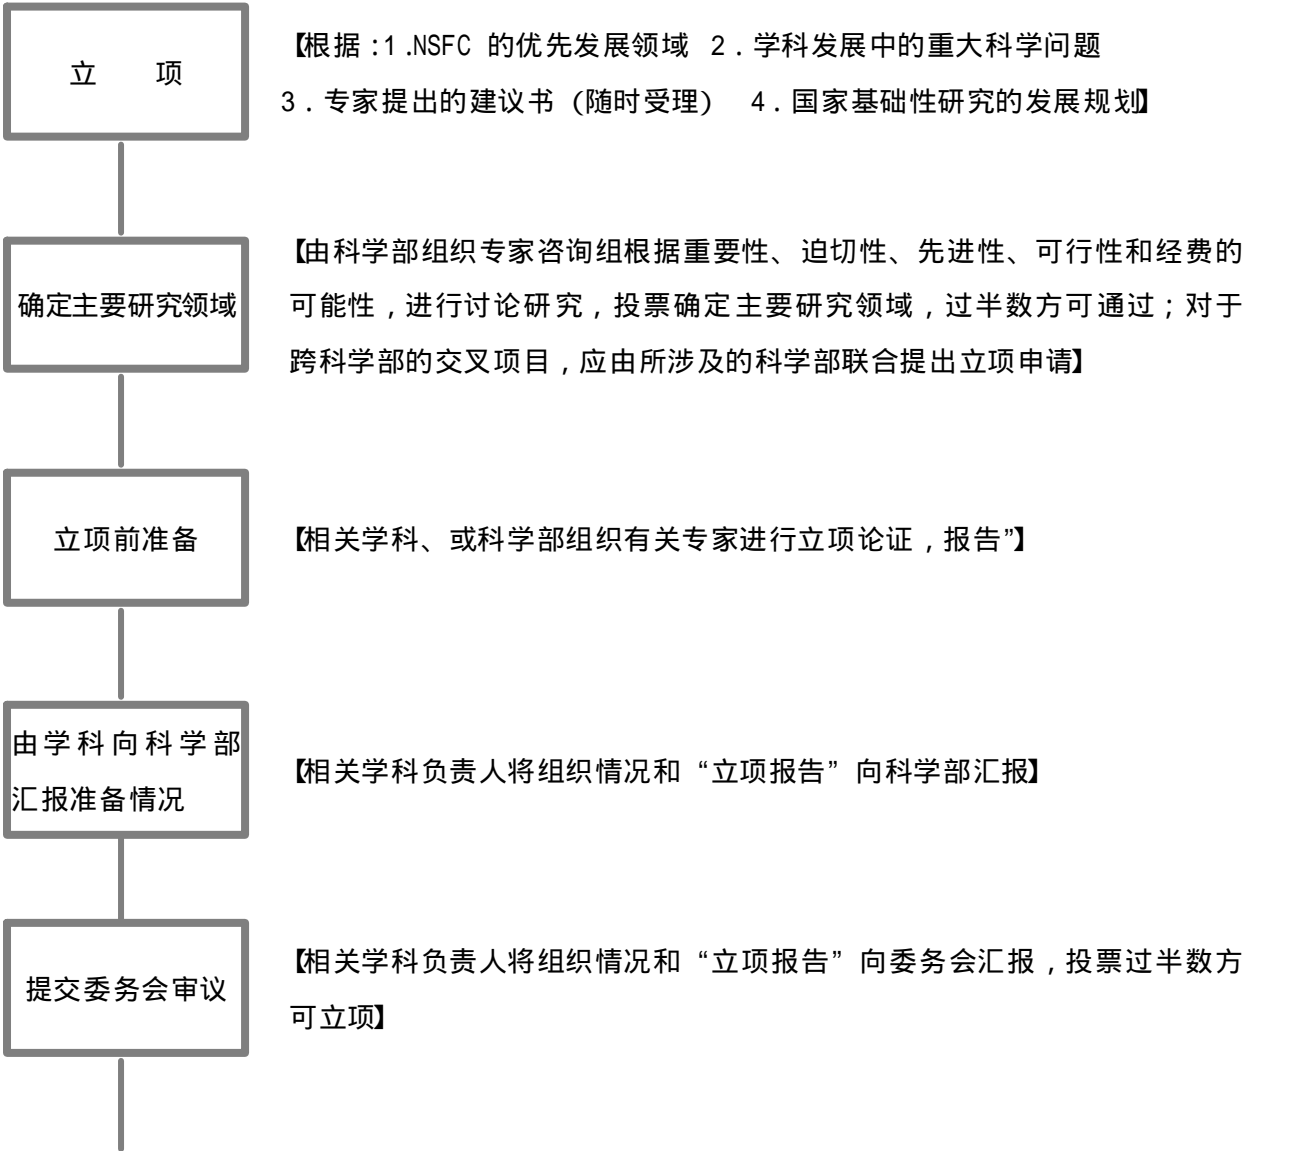 立 项
【根据:1.NSFC 的优先发展领域 2.学科发展中的重大科学问题
3.专家提出的建议书 (随时受理) 4.国家基础性研究的发展规划】
确定主要研究领域
【由科学部组织专家咨询组根据重要性、迫切性、先进性、可行性和经费的
可能性,进行讨论研究,投票确定主要研究领域,过半数方可通过;对于
跨科学部的交叉项目,应由所涉及的科学部联合提出立项申请】
立项前准备
【相关学科、或科学部组织有关专家进行立项论证,报告”】
由学科向科学部
汇报准备情况
【相关学科负责人将组织情况和“立项报告”向科学部汇报】
提交委务会审议
【相关学科负责人将组织情况和“立项报告”向委务会汇报,投票过半数方
可立项】